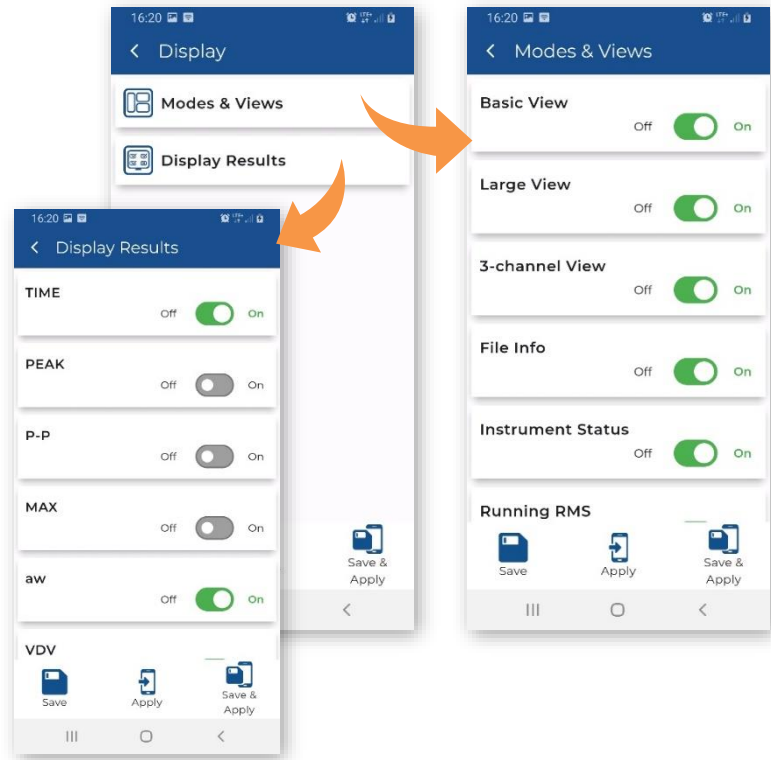 16:20
Display
Modes & Views
Display Results
Save &
Apply
16:20
Display Results
TIME
Off On
PEAK
Off On
P-P
Off On
MAX
Off On
aw
Off On
VDV
Save
Apply
Save &
Apply
16:20
Modes & Views
Basic View
Off On
Large View
Off On
3-channel View
Off On
File Info
Off On
Instrument Status
Off On
Running RMS
Save
Apply
Save &
Apply